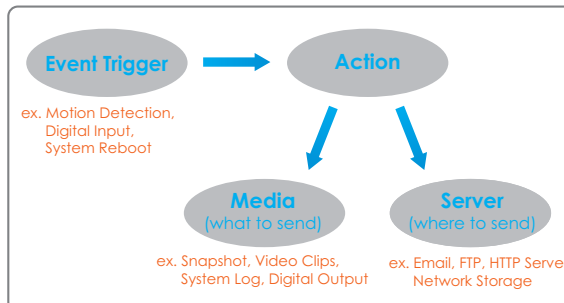 Event Trigger
Action
ex. Motion Detection,
Digital Input,
System Reboot
Media
(what to send)
Server
(where to send)
ex. Snapshot, Video Clips,
System Log, Digital Output
ex. Email, FTP, HTTP Serve
Network Storage